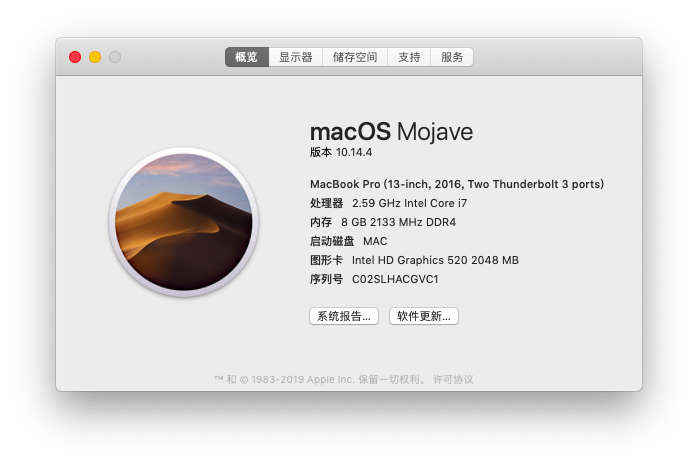 概览 显示器 储存空间 支持 服务
macOS Mojave
版本 10.14.4
MacBook Pro (13-inch, 2016, Two Thunderbolt 3 ports)
处理器 2.59 GHz Intel Core i7
内存 8 GB 2133 MHz DDR4
启动磁盘 MAC
图形卡 Intel HD Graphics 520 2048 MB
序列号 C02SLHACGVC1
系统报告... 软件更新...
™ 和 © 1983-2019 Apple Inc. 保留一切权利。 许可协议